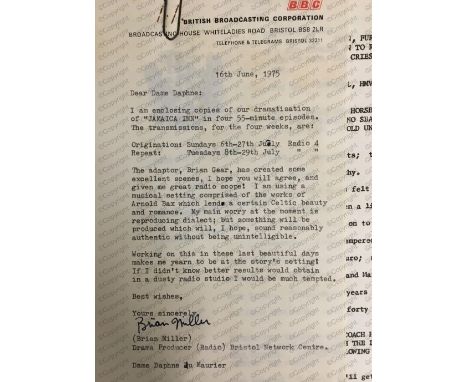 BBC
BRITISH BROADCASTING CORPORATION
BROADCASTING HOUSE WHITELADIES ROAD BRISTOL BS8 2LR
TELEPHONE & TELEGRAMS BRISTOL 32211
16th June, 1975
Dear Dame Daphne:
I am enclosing copies of our dramatisation
of "JAMAICA INN" in four 55-minute episodes.
The transmissions, for the four weeks, are:
Origination: Sundays 6th-27th July Radio 4
Repeat: Tuesdays 8th-29th July " "
The adaptor, Brian Gear, has created some
excellent scenes, I hope you will agree, and
given me great radio scope! I am using a
musical setting comprised of the works of
Arnold Bax which lends a certain Celtic beauty
and romance. My main worry at the moment is
reproducing dialect; but something will be
produced which will, I hope, sound reasonably
authentic without being unintelligible.
Working on this in these last beautiful days
makes me yearn to be at the story's setting!
If I didn't know better results would obtain
in a dusty radio studio I would be much tempted.
Best wishes,
Yours sincerely
Brian Miller
(Brian Miller)
Drama Producer (Radio) Bristol Network Centre.
Dame Daphne du Maurier